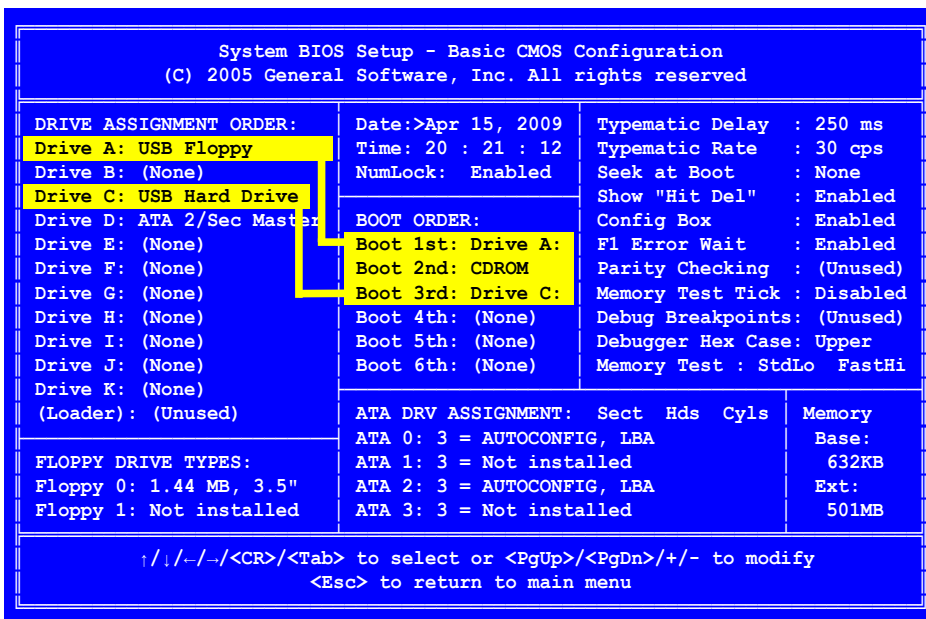 System BIOS Setup - Basic CMOS Configuration
(C) 2005 General Software, Inc. All rights reserved
DRIVE ASSIGNMENT ORDER:
Drive A: USB Floppy
Drive B: (None)
Drive C: USB Hard Drive
Drive D: ATA 2/Sec Master
Drive E: (None)
Drive F: (None)
Drive G: (None)
Drive H: (None)
Drive I: (None)
Drive J: (None)
Drive K: (None)
(Loader): (Unused)
FLOPPY DRIVE TYPES:
Floppy 0: 1.44 MB, 3.5"
Floppy 1: Not installed
Date:>Apr 15, 2009
Time: 20 : 21 : 12
NumLock: Enabled
BOOT ORDER:
Boot 1st: Drive A:
Boot 2nd: CDROM
Boot 3rd: Drive C:
Boot 4th: (None)
Boot 5th: (None)
Boot 6th: (None)
Typematic Delay : 250 ms
Typematic Rate : 30 cps
Seek at Boot : None
Show "Hit Del" : Enabled
Config Box : Enabled
F1 Error Wait : Enabled
Parity Checking : (Unused)
Memory Test Tick : Disabled
Debug Breakpoints: (Unused)
Debugger Hex Case: Upper
Memory Test : StdLo FastHi
ATA DRV ASSIGNMENT: Sect Hds Cyls
ATA 0: 3 = AUTOCONFIG, LBA
ATA 1: 3 = Not installed
ATA 2: 3 = AUTOCONFIG, LBA
ATA 3: 3 = Not installed
Memory
Base:
632KB
Ext:
501MB
↑/↓/←/→/<CR>/<Tab> to select or <PgUp>/<PgDn>/+/- to modify
<Esc> to return to main menu